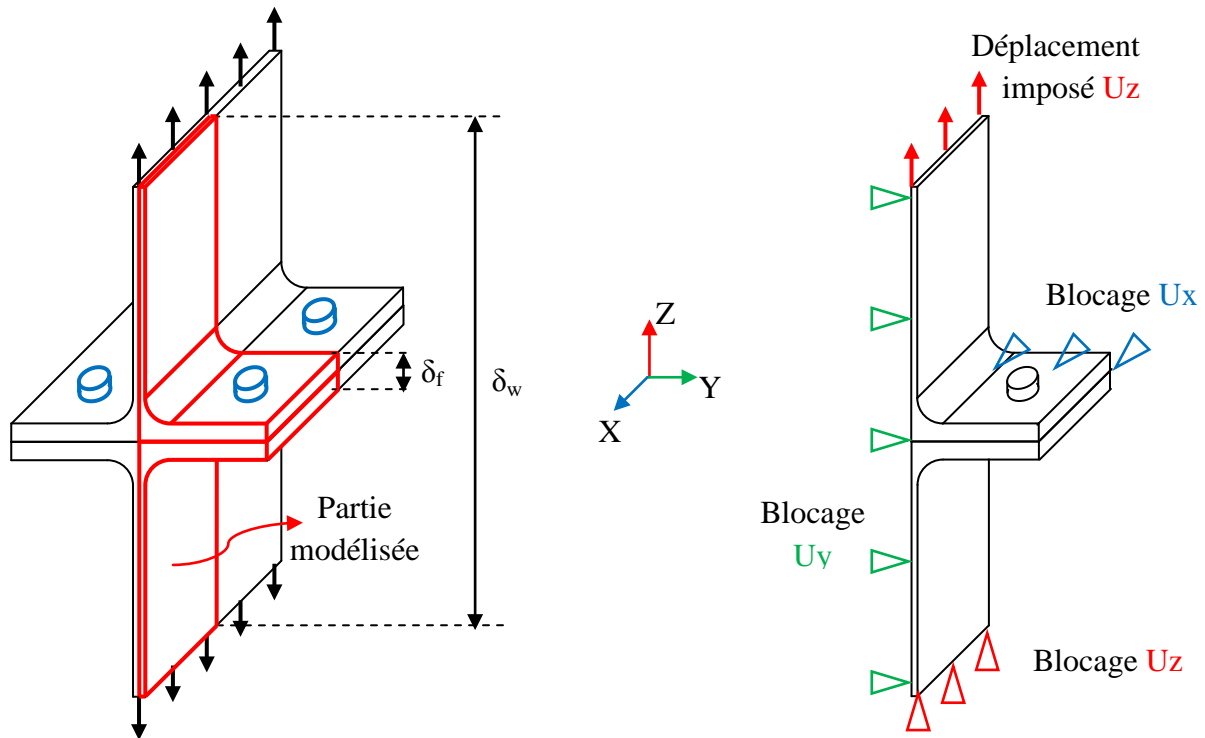 Déplacement
imposé Uz
Z
Y
X
Blocage Ux
δf
δw
Partie
modélisée
Blocage
Uy
Blocage Uz